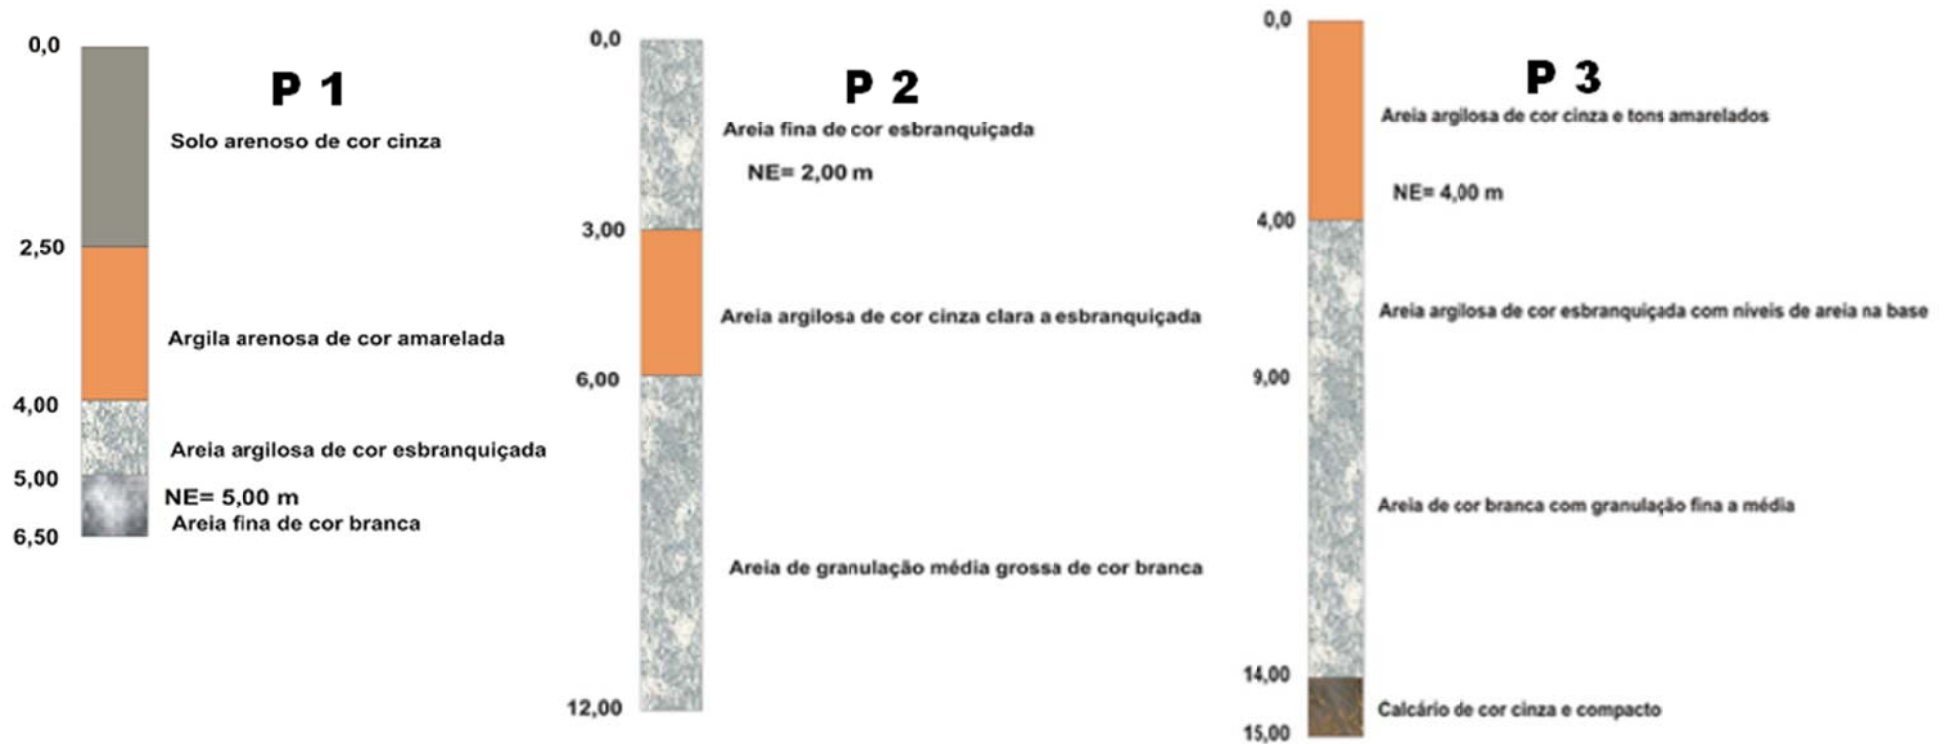 P 1
0,0
Solo arenoso de cor cinza
2,50
Argila arenosa de cor amarelada
4,00
Areia argilosa de cor esbranquiçada
5,00
NE= 5,00 m
Areia fina de cor branca
6,50
P 2
0,0
Areia fina de cor esbranquiçada
NE= 2,00 m
3,00
Areia argilosa de cor cinza clara a esbranquiçada
6,00
Areia de granulação média grossa de cor branca
12,00
P 3
0,0
Areia argilosa de cor cinza e tons amarelados
NE= 4,00 m
4,00
Areia argilosa de cor esbranquiçada com niveis de areia na base
9,00
Areia de cor branca com granulação fina a média
14,00
Calcário de cor cinza e compacto
15,00